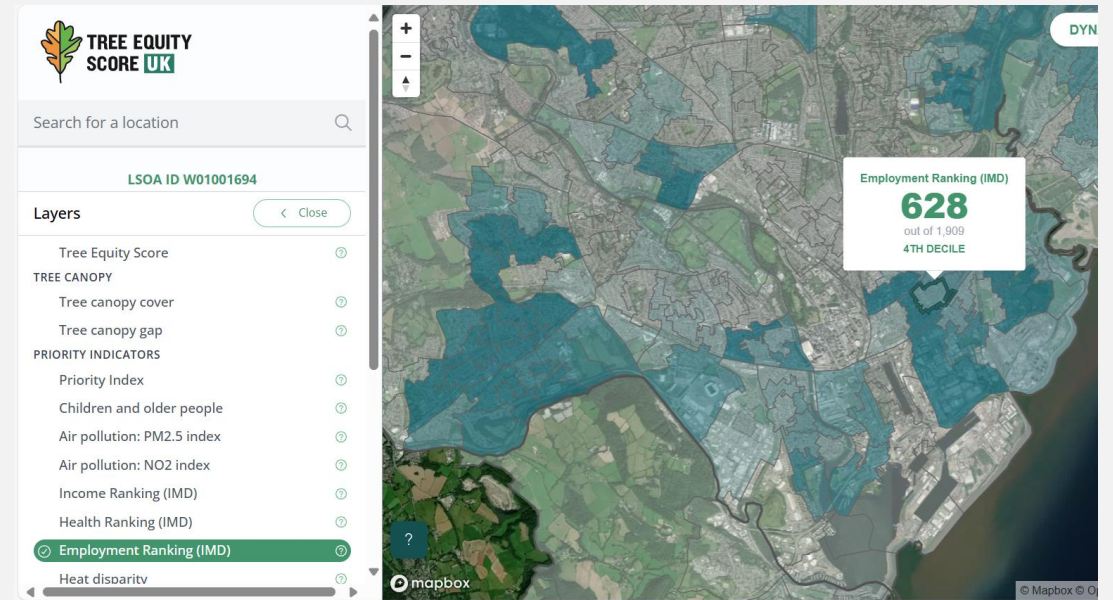 TREE EQUITY
SCORE UK
Search for a location
LSOA ID W01001694
Layers
Close
Tree Equity Score
TREE CANOPY
Tree canopy cover
Tree canopy gap
PRIORITY INDICATORS
Priority Index
Children and older people
Air pollution: PM2.5 index
Air pollution: NO2 index
Income Ranking (IMD)
Health Ranking (IMD)
Employment Ranking (IMD)
Heat disparity
DYN
Employment Ranking (IMD)
628
out of 1,909
4TH DECILE
?
mapbox
© Mapbox © Op